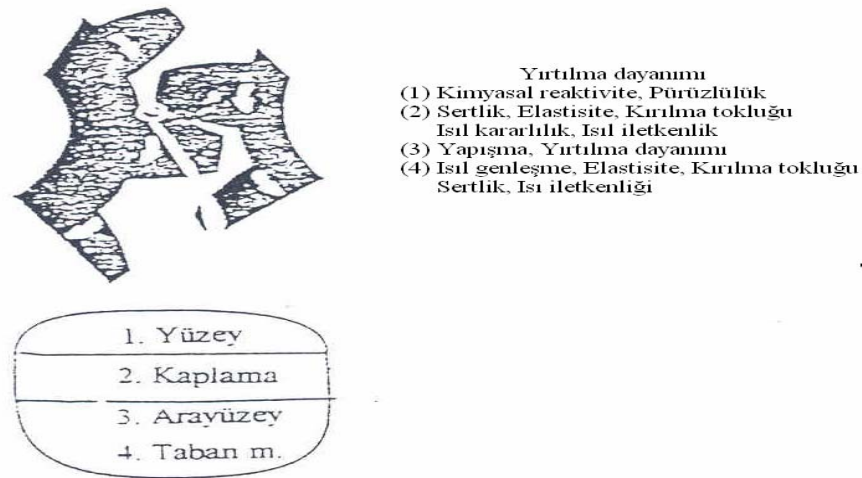 Yırtılma dayanımı
(1) Kimyasal reaktivite, Pürüzlülük
(2) Sertlik, Elastisite, Kırılma tokluğu
Isıl kararlılık, Isıl iletkenlik
(3) Yapışma, Yırtılma dayanımı
(4) Isıl genleşme, Elastisite, Kırılma tokluğu
Sertlik, Isı iletkenliği
1. Yüzey
2. Kaplama
3. Arayüzey
4. Taban m.